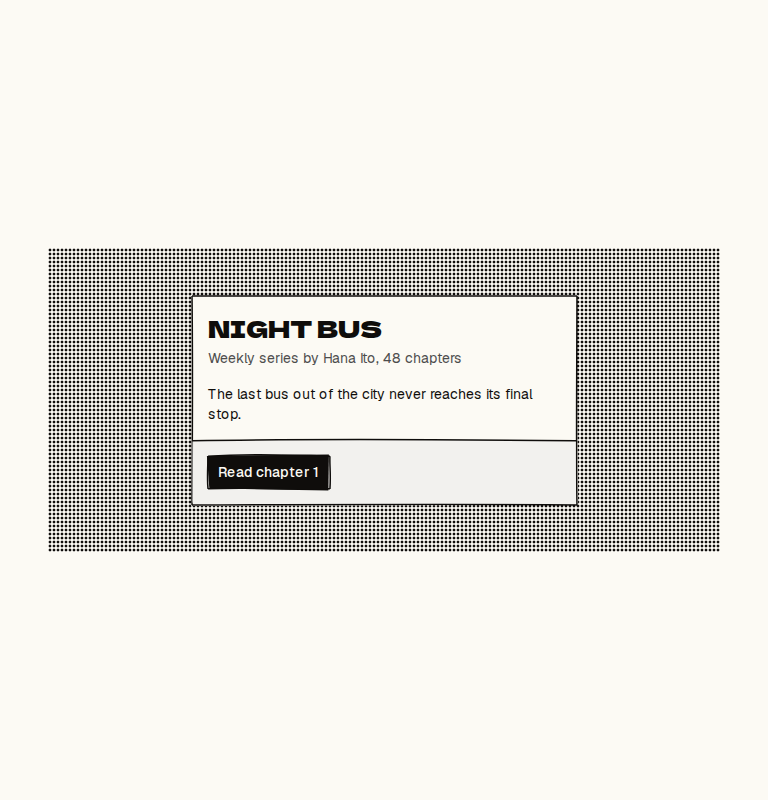 NIGHT BUS
Weekly series by Hana Ito, 48 chapters
The last bus out of the city never reaches its final
stop.
Read chapter 1